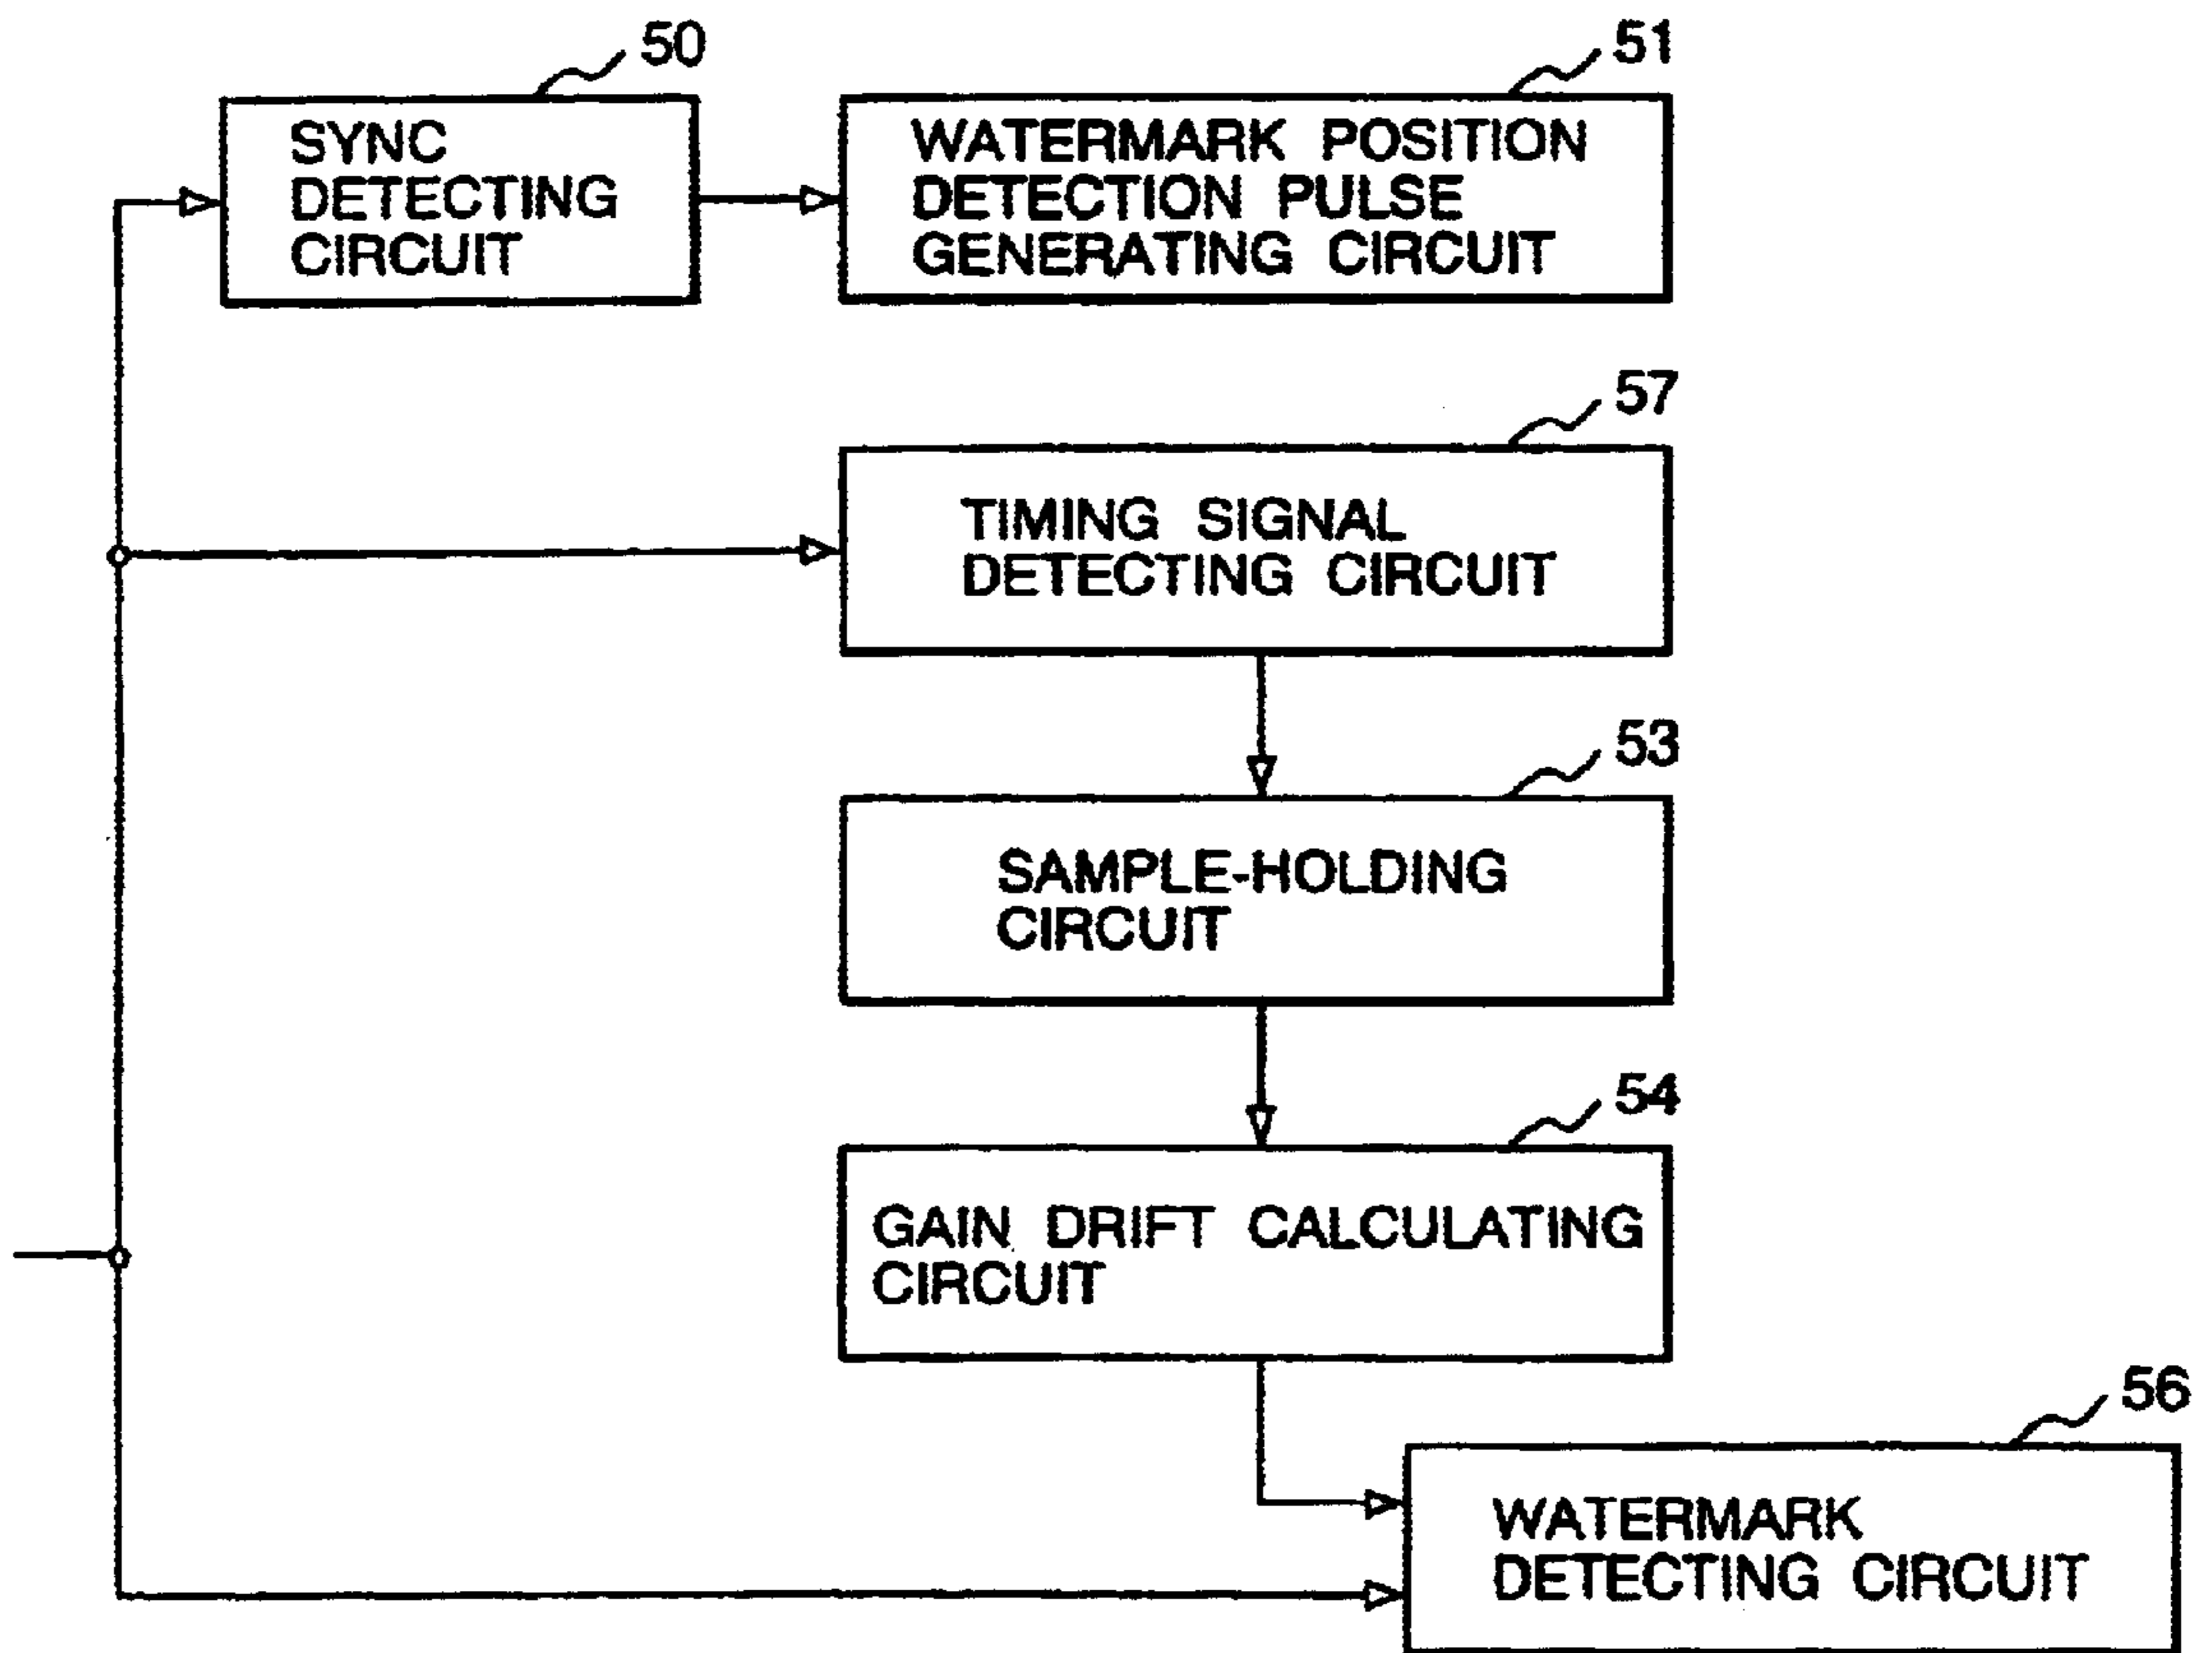 50
SYNC
DETECTING
CIRCUIT
51
WATERMARK POSITION
DETECTION PULSE
GENERATING CIRCUIT
57
TIMING SIGNAL
DETECTING CIRCUIT
53
SAMPLE-HOLDING
CIRCUIT
54
GAIN DRIFT CALCULATING
CIRCUIT
56
WATERMARK
DETECTING CIRCUIT